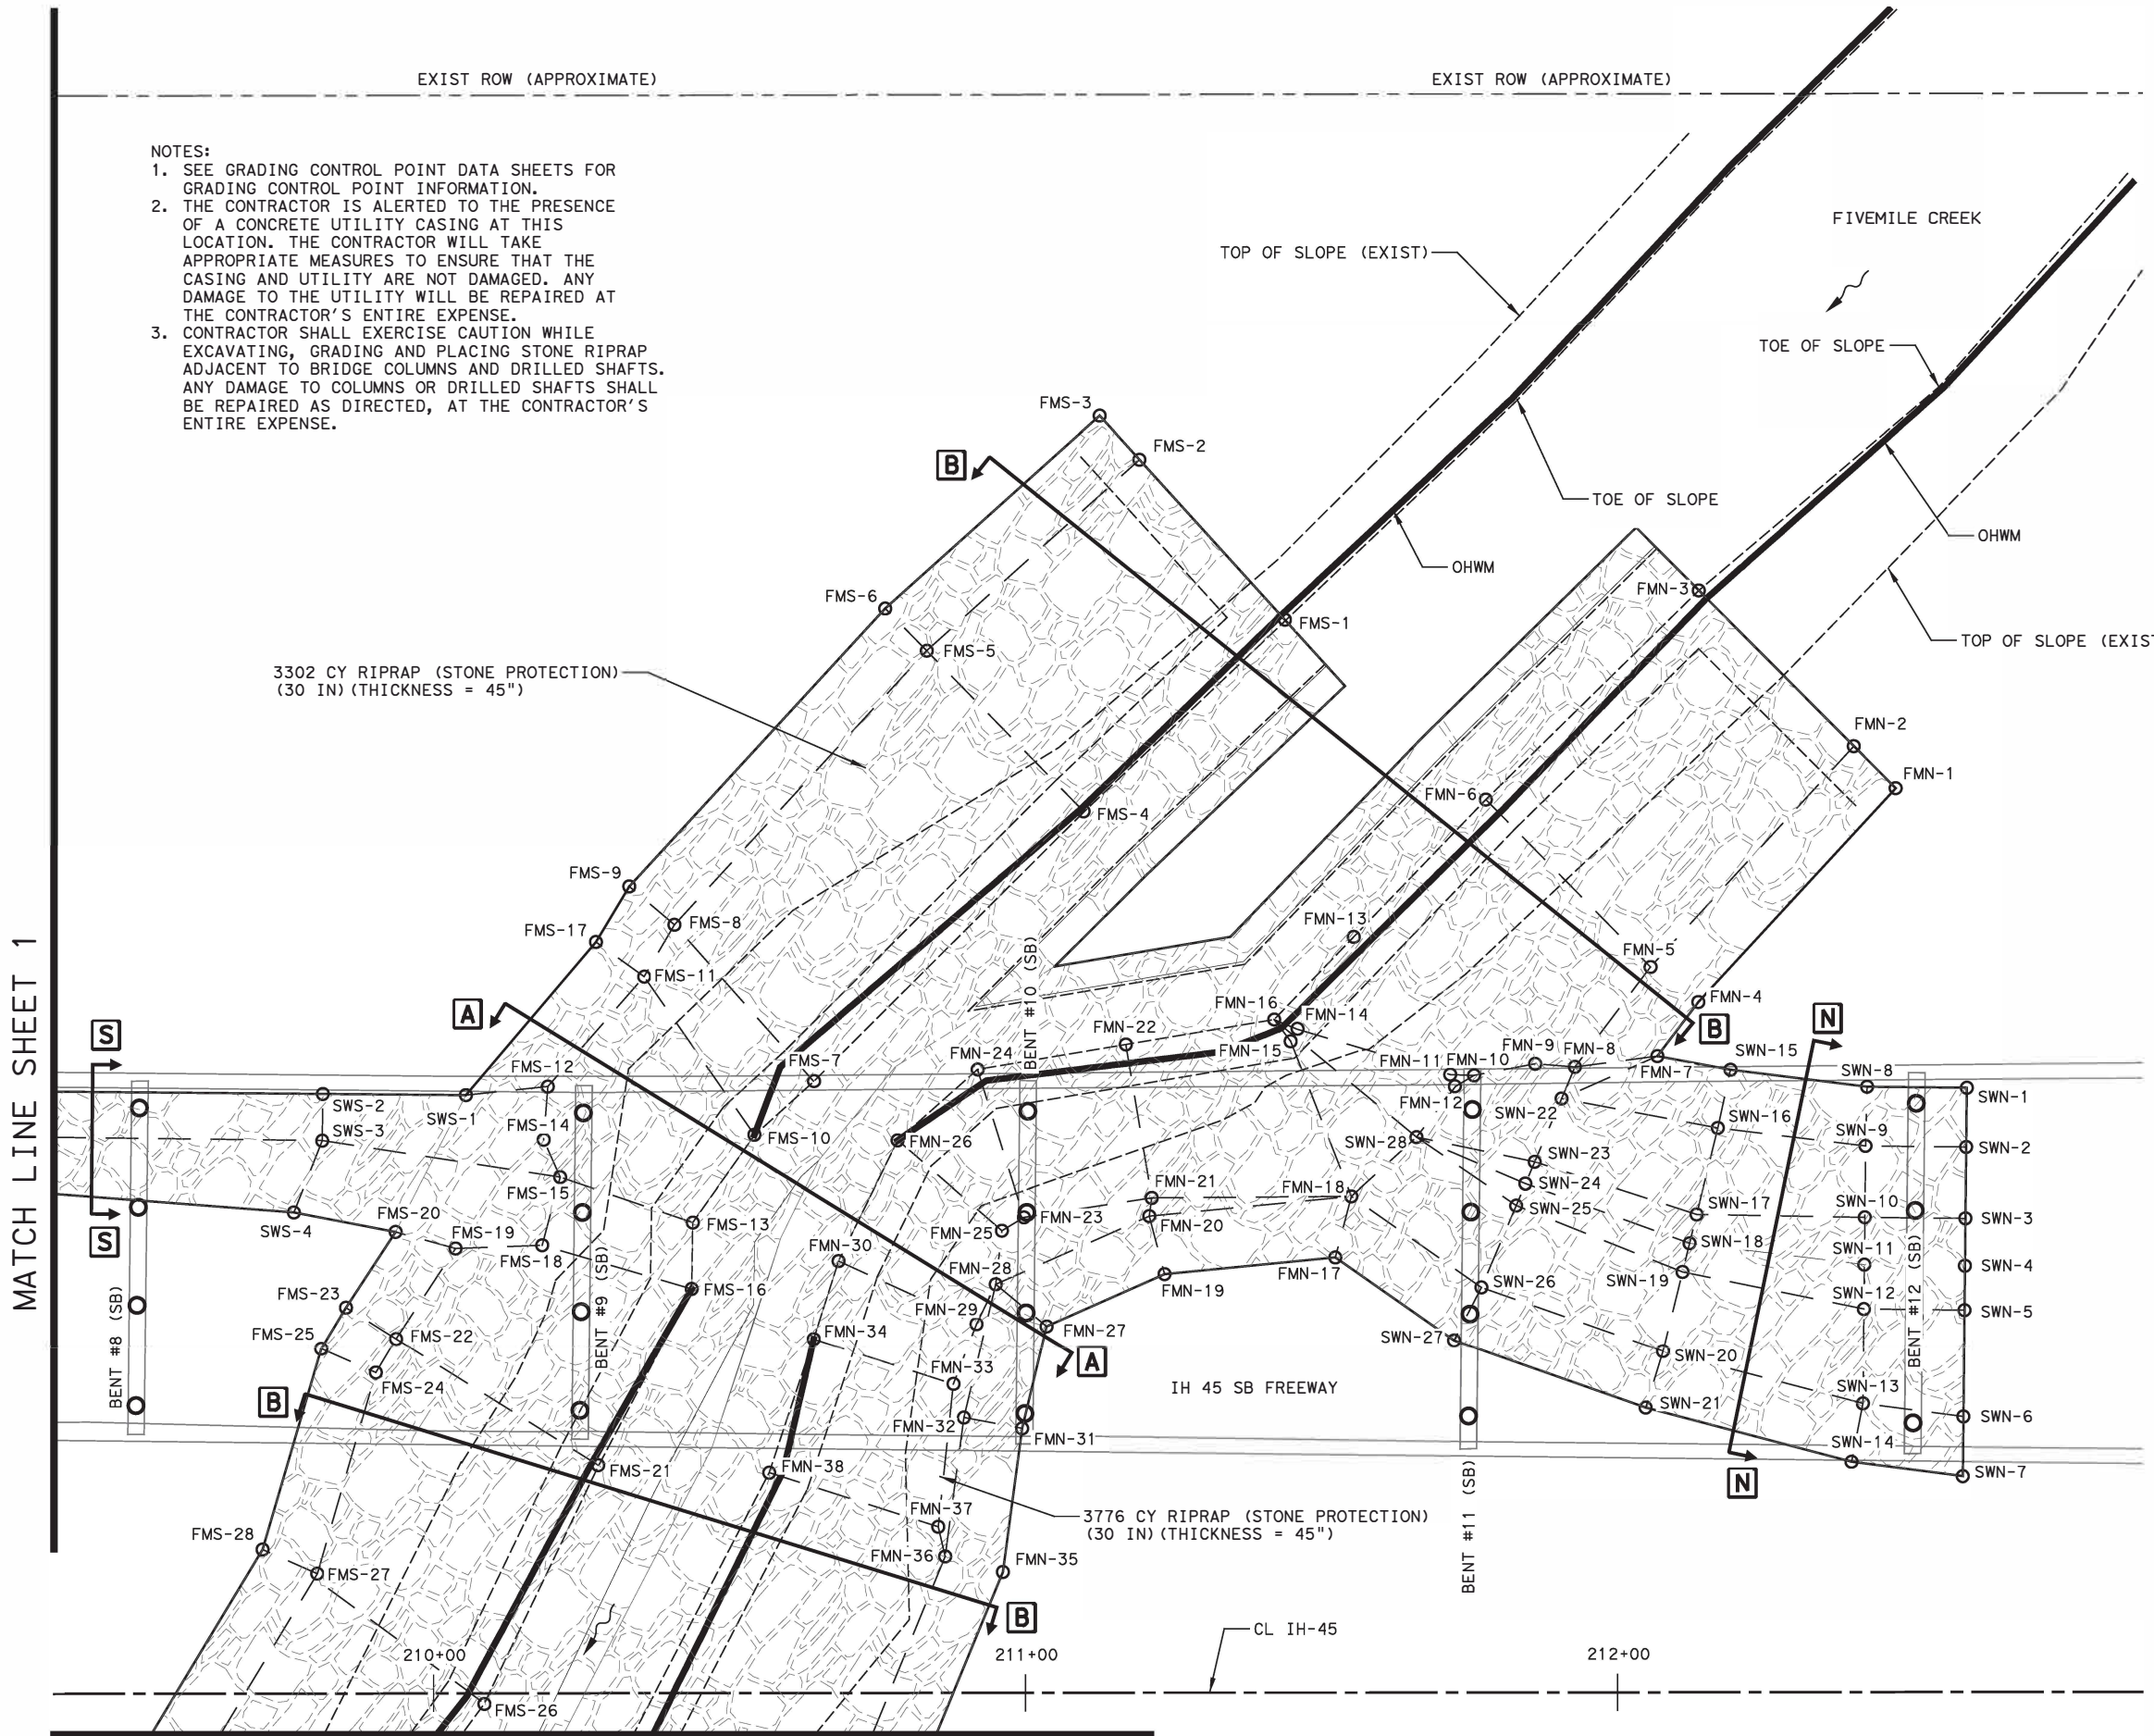 EXIST ROW (APPROXIMATE)
EXIST ROW (APPROXIMATE)
NOTES:
1. SEE GRADING CONTROL POINT DATA SHEETS FOR
GRADING CONTROL POINT INFORMATION.
2. THE CONTRACTOR IS ALERTED TO THE PRESENCE
OF A CONCRETE UTILITY CASING AT THIS
LOCATION. THE CONTRACTOR WILL TAKE
APPROPRIATE MEASURES TO ENSURE THAT THE
CASING AND UTILITY ARE NOT DAMAGED. ANY
DAMAGE TO THE UTILITY WILL BE REPAIRED AT
THE CONTRACTOR'S ENTIRE EXPENSE.
3. CONTRACTOR SHALL EXERCISE CAUTION WHILE
EXCAVATING, GRADING AND PLACING STONE RIPRAP
ADJACENT TO BRIDGE COLUMNS AND DRILLED SHAFTS.
ANY DAMAGE TO COLUMNS OR DRILLED SHAFTS SHALL
BE REPAIRED AS DIRECTED, AT THE CONTRACTOR'S
ENTIRE EXPENSE.
FIVEMILE CREEK
TOP OF SLOPE (EXIST)
TOE OF SLOPE
FMS-3
FMS-2
B
TOE OF SLOPE
OHWM
OHWM
FMN-3
FMS-6
FMS-1
TOP OF SLOPE (EXIS
FMS-5
3302 CY RIPRAP (STONE PROTECTION)
(30 IN) (THICKNESS = 45")
FMN-2
FMN-1
FMN-6
FMS-4
FMS-9
FMS-8
FMN-13
FMS-17
FMN-5
FMS-11
MATCH LINE SHEET 1
BENT #10 (SB)
FMN-4
A
FMN-16
FMN-14
B
N
S
FMN-22
FMN-15
FMN-24
FMS-7
FMN-11
FMN-10
FMN-9
FMN-8
FMN-7
SWN-15
SWN-8
SWN-1
FMS-12
SWS-2
SWS-1
FMN-12
SWN-22
SWN-16
SWS-3
FMS-14
FMS-10
FMN-26
SWN-28
SWN-23
SWN-9
SWN-2
FMS-15
FMN-21
FMN-18
SWN-24
SWN-17
SWN-10
SWN-3
SWS-4
FMS-20
FMS-13
FMN-23
FMN-20
SWN-25
S
FMS-19
FMS-18
FMN-25
FMN-30
SWN-18
SWN-11
SWN-4
FMN-28
FMN-17
SWN-19
FMN-19
FMS-16
SWN-26
SWN-12
SWN-5
FMS-23
FMN-29
BENT #8 (SB)
BENT #9 (SB)
BENT #12 (SB)
FMS-25
FMS-22
FMN-34
FMN-27
SWN-27
SWN-20
A
FMS-24
FMN-33
IH 45 SB FREEWAY
SWN-13
B
SWN-21
SWN-6
FMN-32
FMN-31
SWN-14
FMS-21
FMN-38
N
SWN-7
FMN-37
3776 CY RIPRAP (STONE PROTECTION)
(30 IN) (THICKNESS = 45")
BENT #11 (SB)
FMS-28
FMN-36
FMN-35
FMS-27
B
CL IH-45
210+00
211+00
212+00
FMS-26